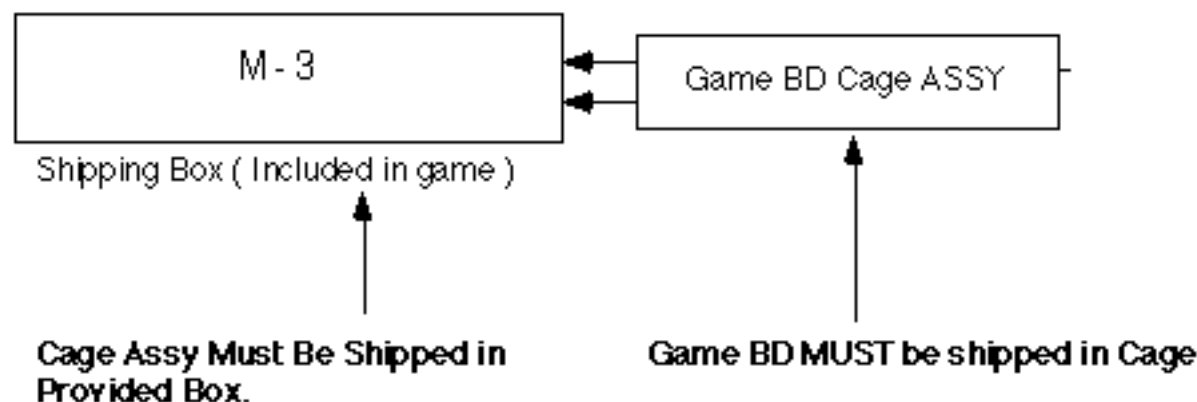 M - 3
Game BD Cage ASSY
Shipping Box ( Included in game )
Cage Assy Must Be Shipped in
Provided Box.
Game BD MUST be shipped in Cage